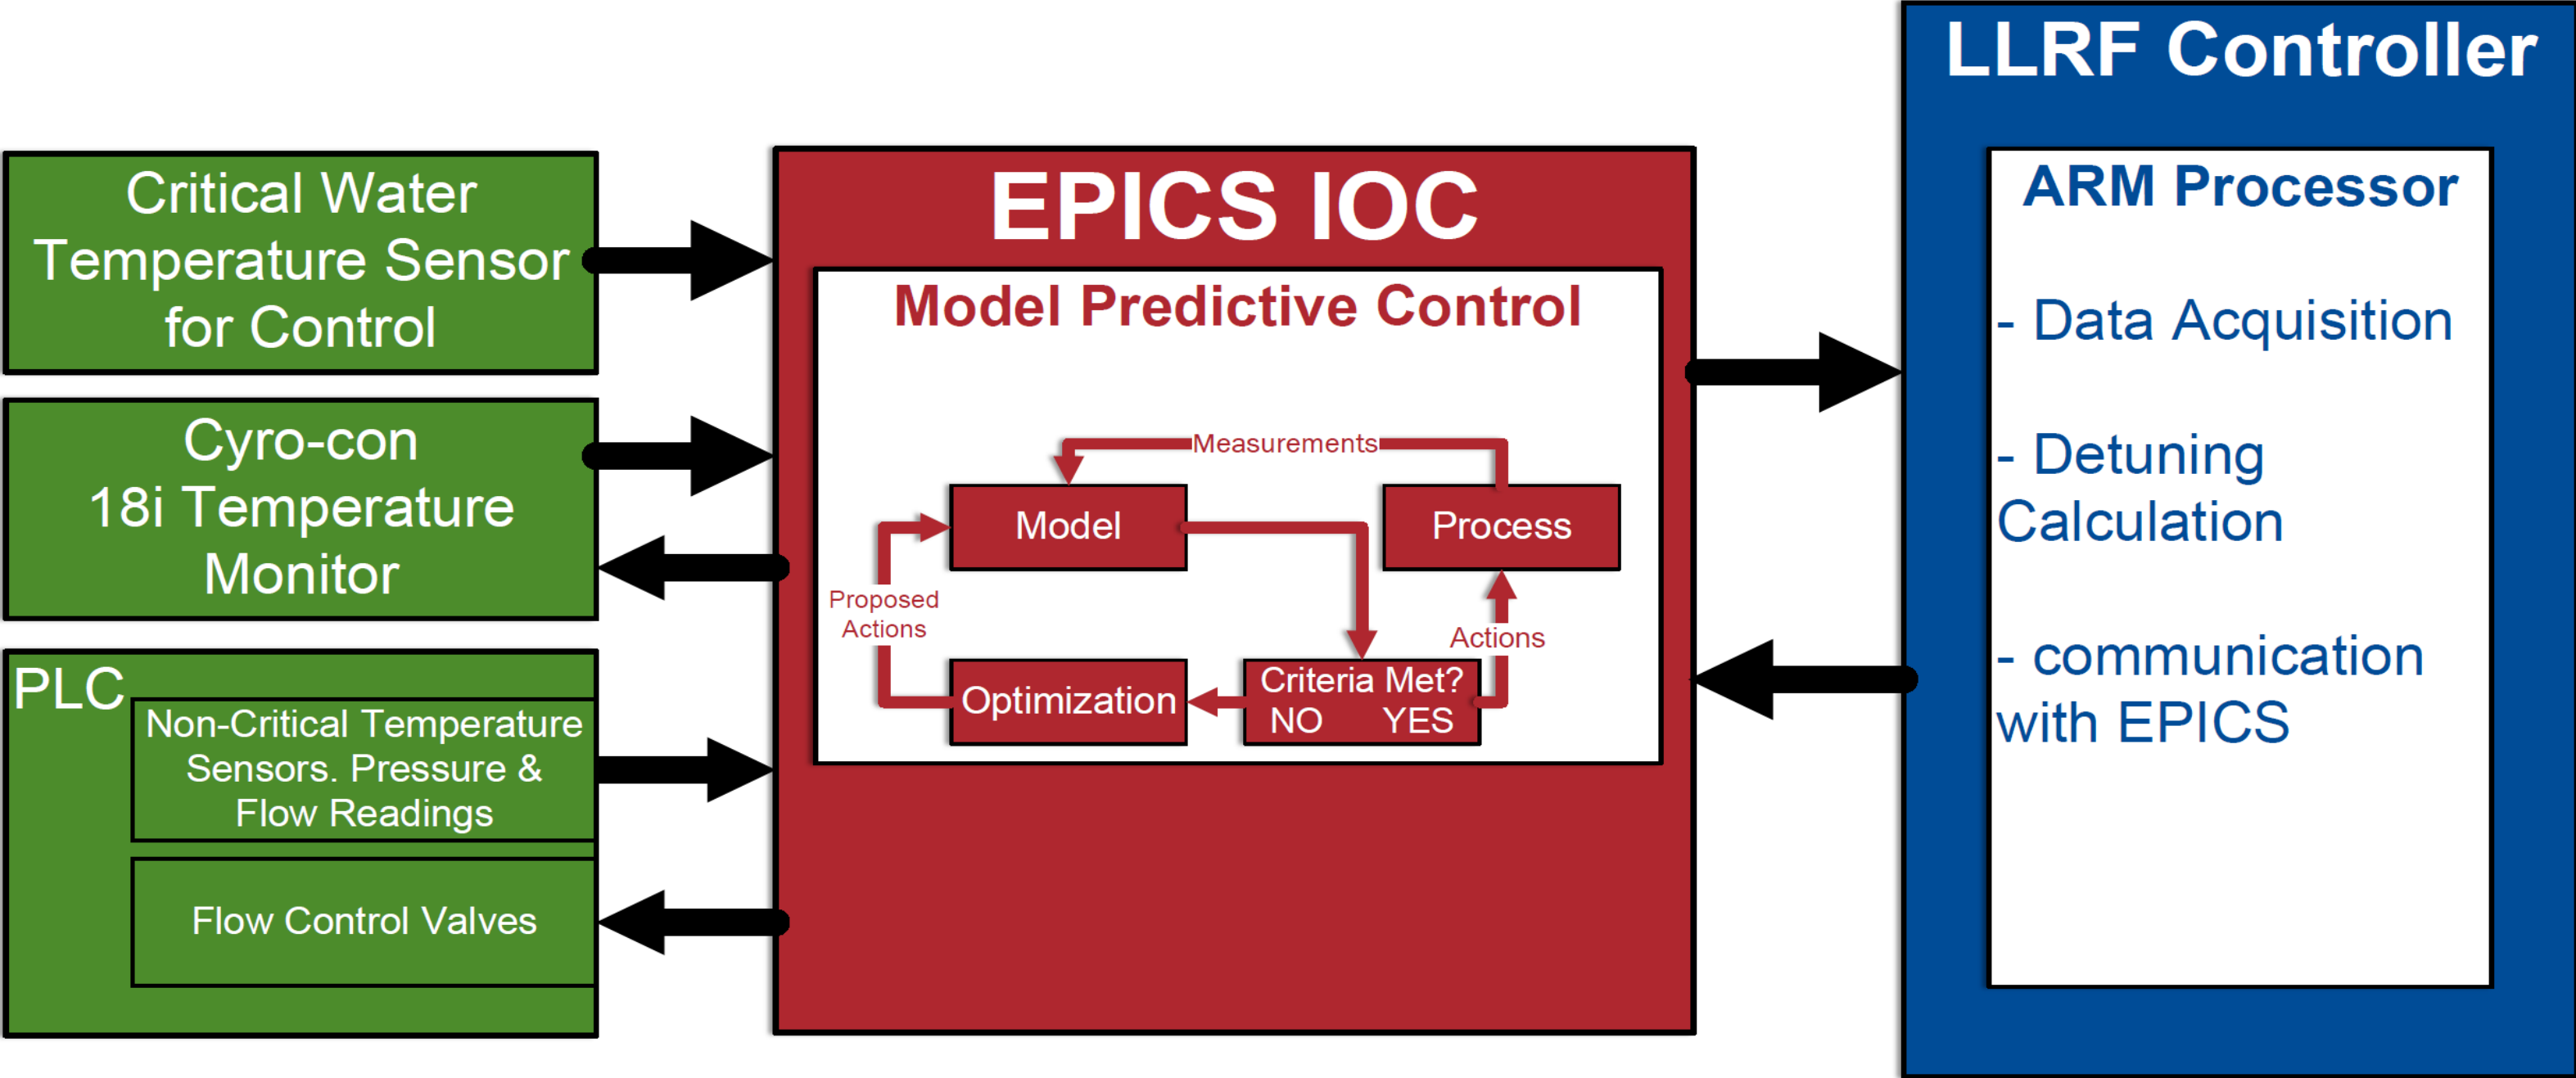 Critical Water
Temperature Sensor
for Control
Cyro-con
18i Temperature
Monitor
PLC
Non-Critical Temperature
Sensors. Pressure &
Flow Readings
Flow Control Valves
EPICS IOC
Model Predictive Control
Measurements
Model
Process
Proposed
Actions
Actions
Optimization
Criteria Met?
NO YES
LLRF Controller
ARM Processor
- Data Acquisition
- Detuning
Calculation
- communication
with EPICS